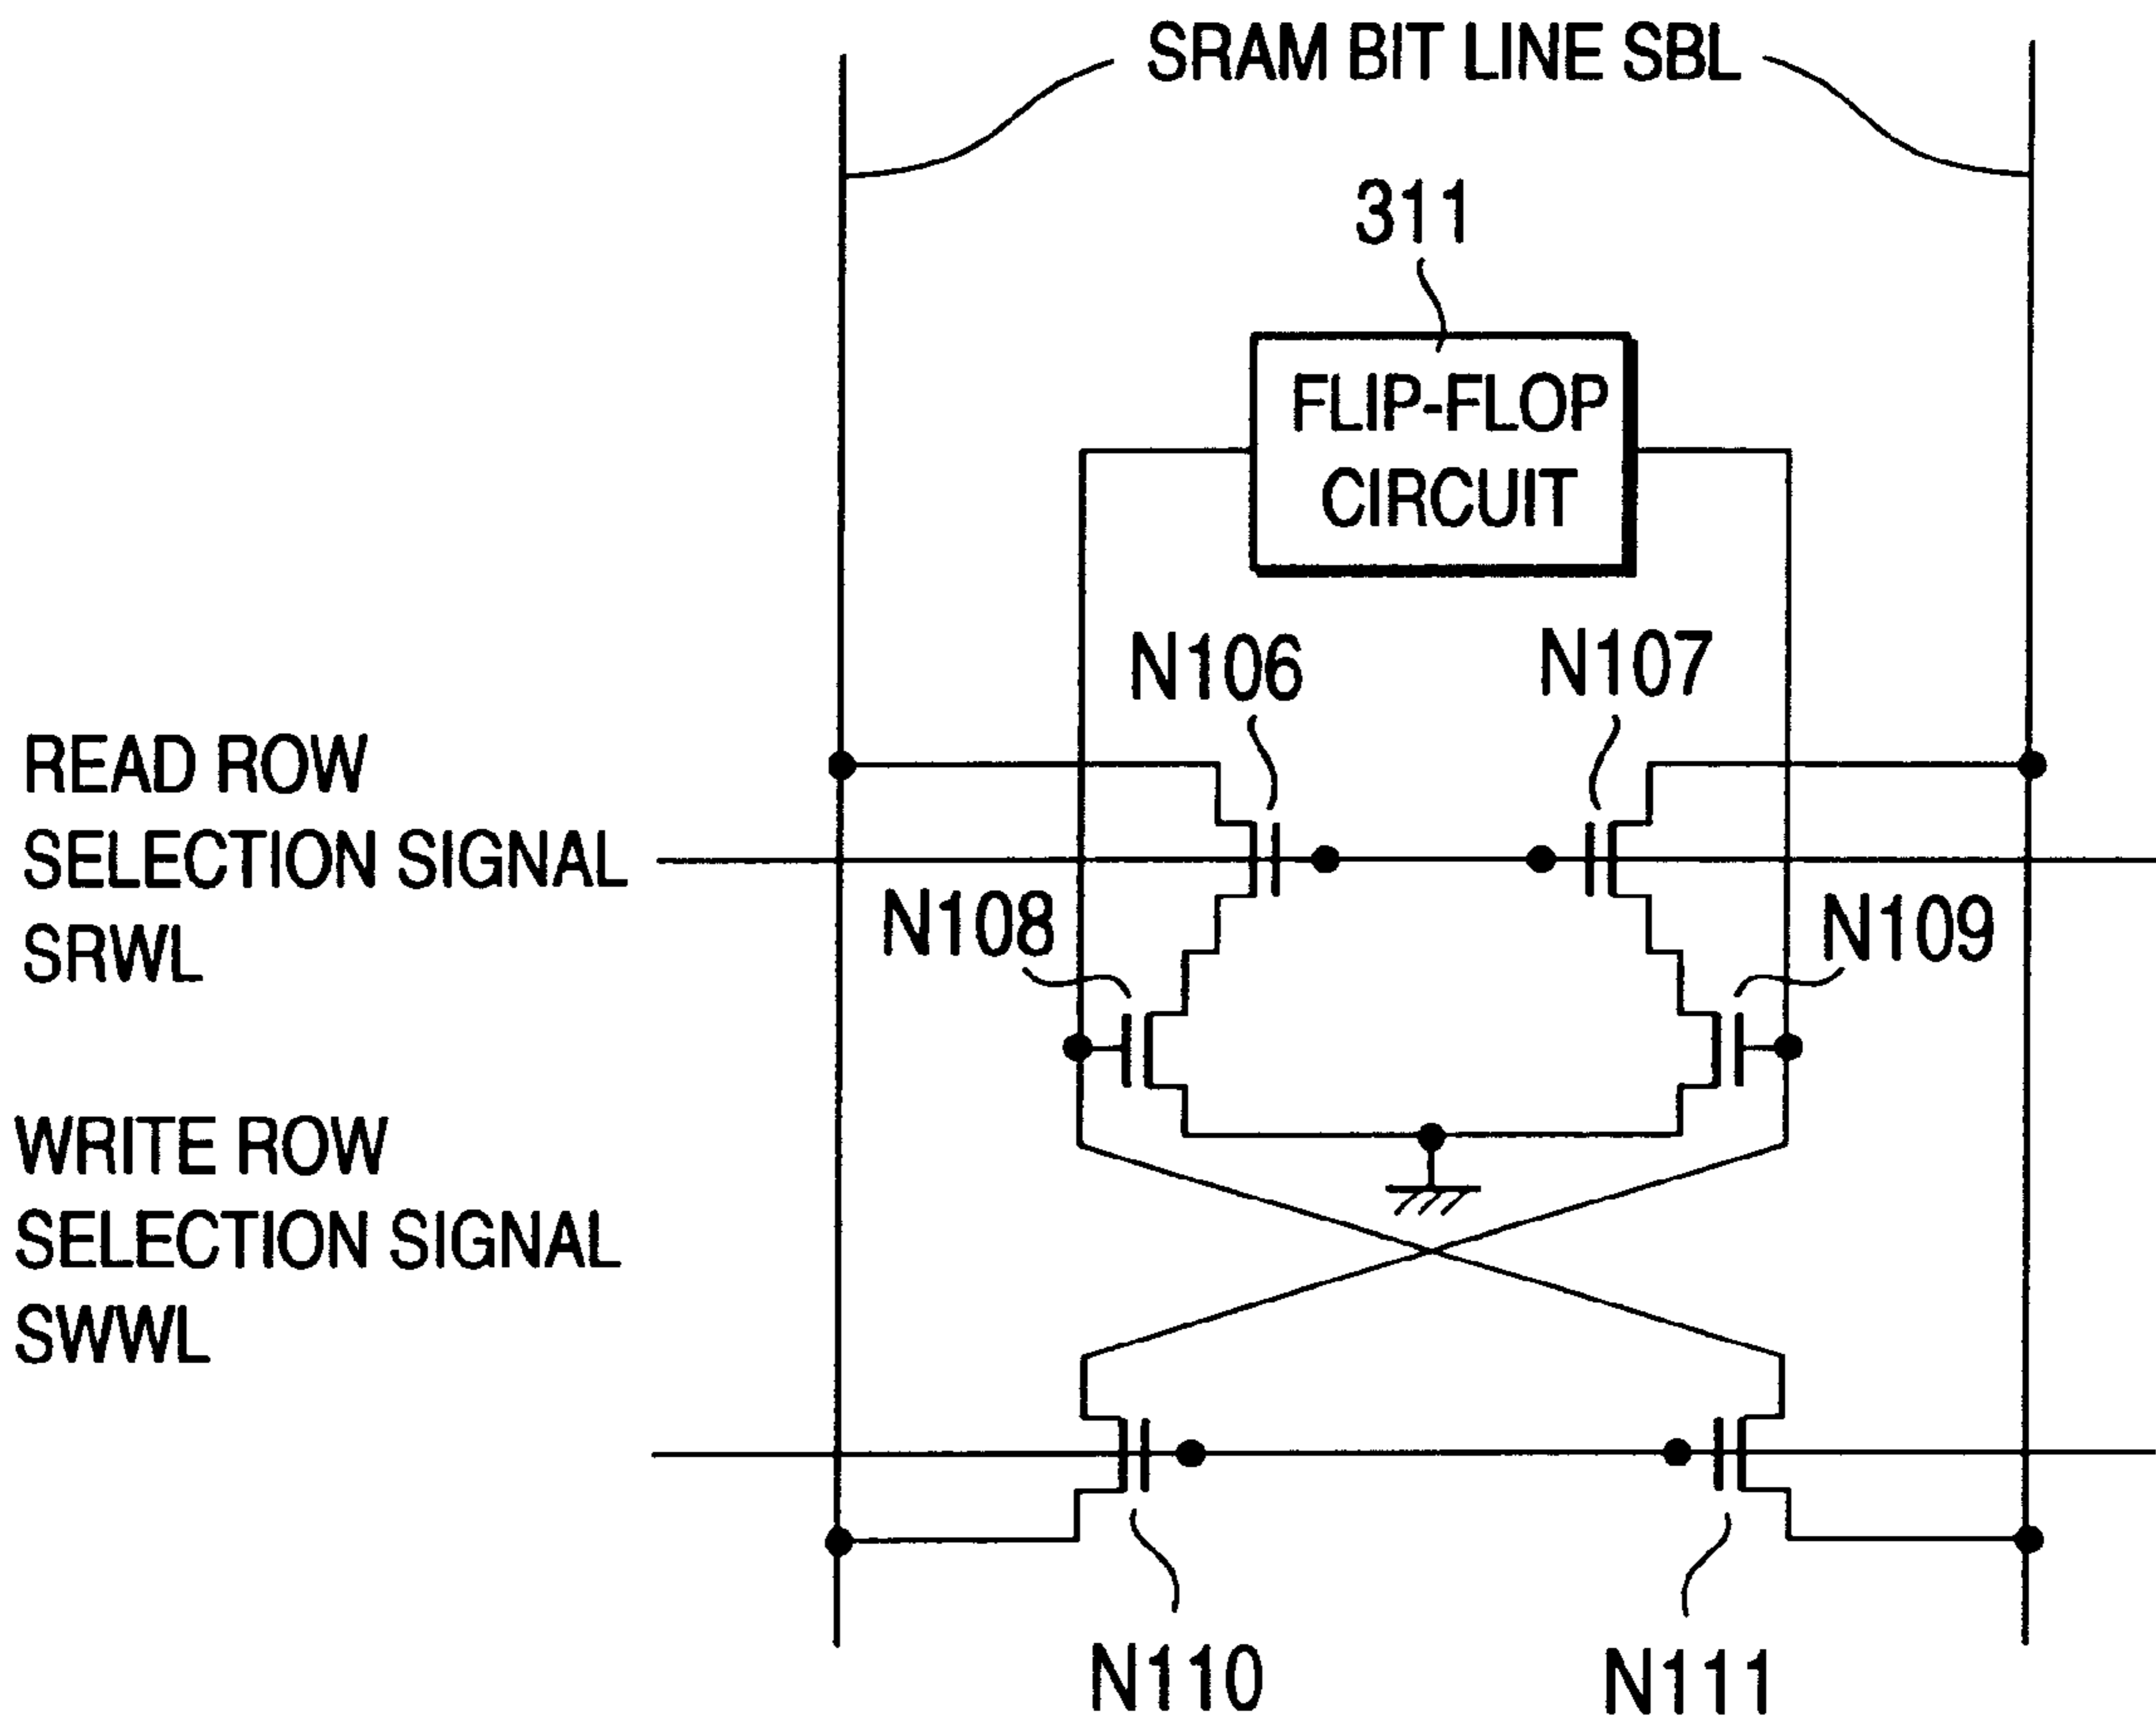 SRAM BIT LINE SBL
311
FLIP-FLOP
CIRCUIT
N106
N107
READ ROW
SELECTION SIGNAL
SRWL
N108
N109
WRITE ROW
SELECTION SIGNAL
SWWL
N110
N111